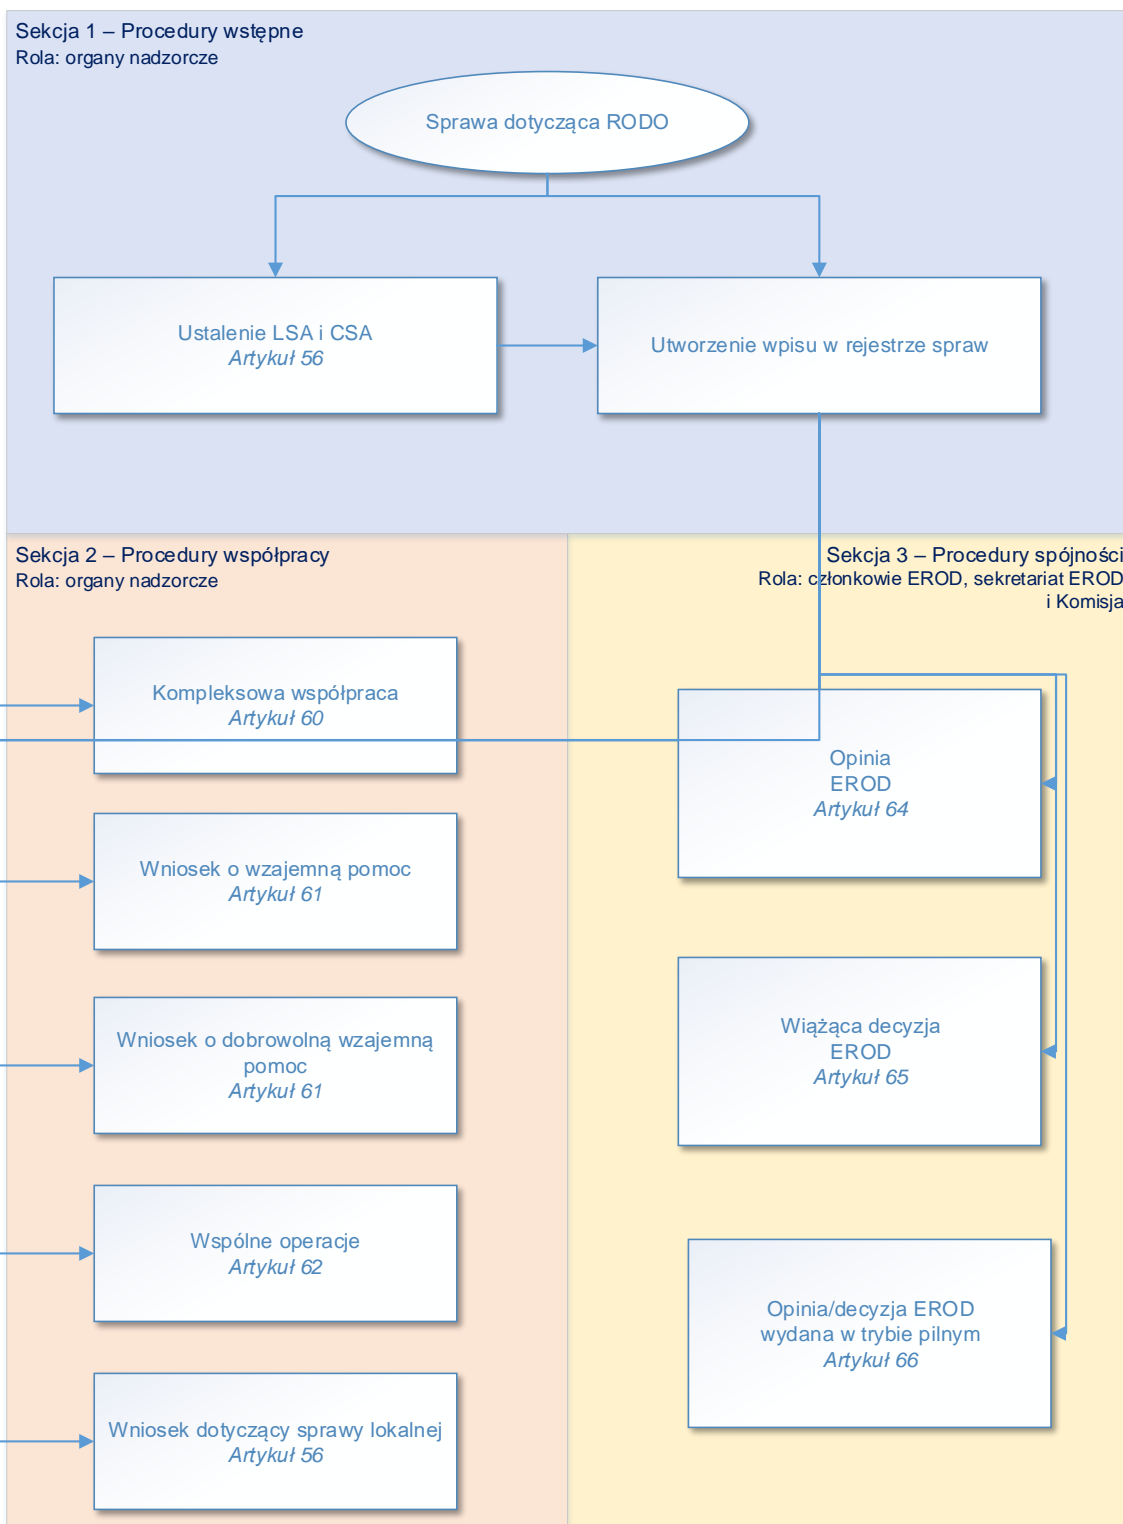 Sekcja 1 – Procedury wstępne
Rola: organy nadzorcze
Sprawa dotycząca RODO
Ustalenie LSA i CSA
Artykuł 56
Utworzenie wpisu w rejestrze spraw
Sekcja 2 – Procedury współpracy
Rola: organy nadzorcze
Kompleksowa współpraca
Artykuł 60
Wniosek o wzajemną pomoc
Artykuł 61
Wniosek o dobrowolną wzajemną
pomoc
Artykuł 61
Wspólne operacje
Artykuł 62
Wniosek dotyczący sprawy lokalnej
Artykuł 56
Sekcja 3 – Procedury spójności
Rola: członkowie EROD, sekretariat EROD
i Komisja
Opinia
EROD
Artykuł 64
Wiążąca decyzja
EROD
Artykuł 65
Opinia/decyzja EROD
wydana w trybie pilnym
Artykuł 66